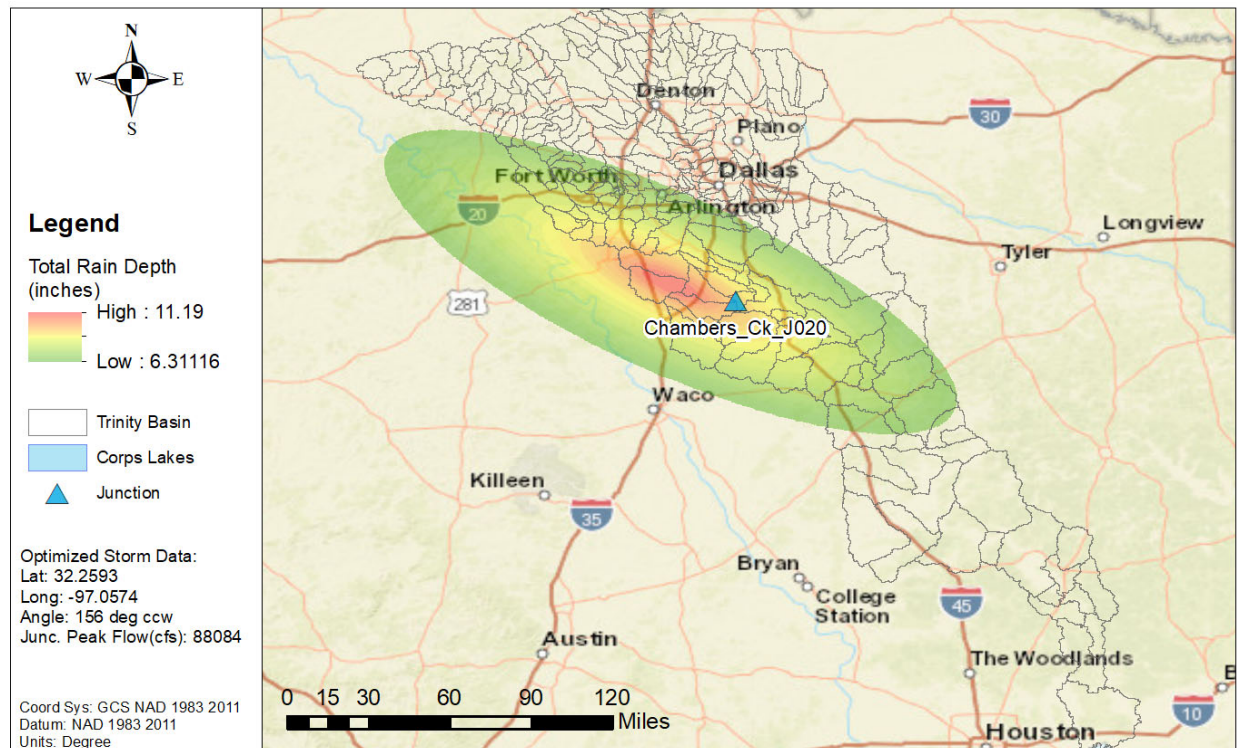 N
W E
S
Legend
Total Rain Depth
(inches)
High : 11.19
Low : 6.31116
Trinity Basin
Corps Lakes
Junction
Optimized Storm Data:
Lat: 32.2593
Long: -97.0574
Angle: 156 deg ccw
Junc. Peak Flow(cfs): 88084
Coord Sys: GCS NAD 1983 2011
Datum: NAD 1983 2011
Units: Degree
Denton
30
Plano
Dallas
Fort Worth
Arlington
20
Longview
Tyler
281
Chambers_Ck_J020
Waco
Killeen
35
Bryan
College
Station
45
Austin
The Woodlands
B
10
Houston
0 15 30 60 90 120
Miles